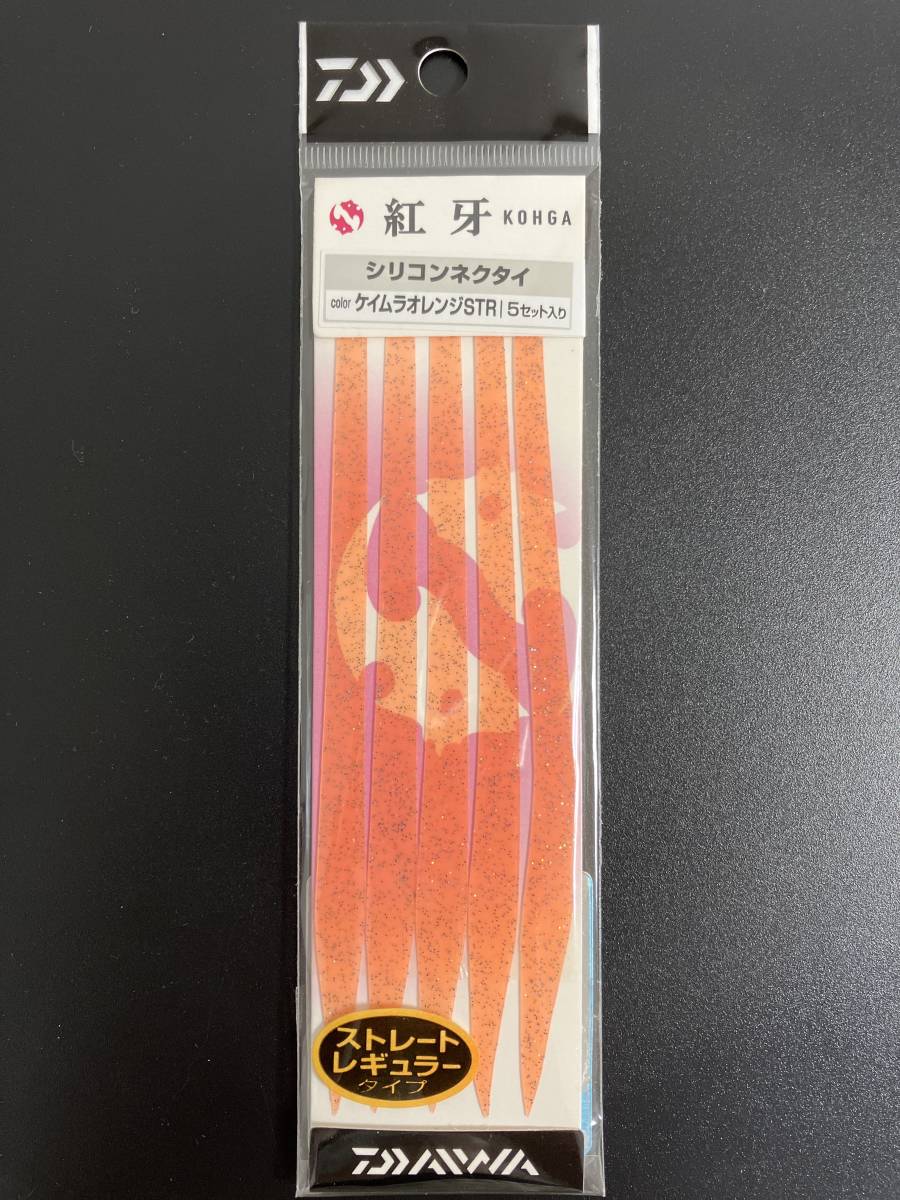 紅牙 KOHGA
シリコンネクタイ
color ケイムラオレンジSTR | 5セット入り
ストレート
レギュラー
タイプ
DAIWA